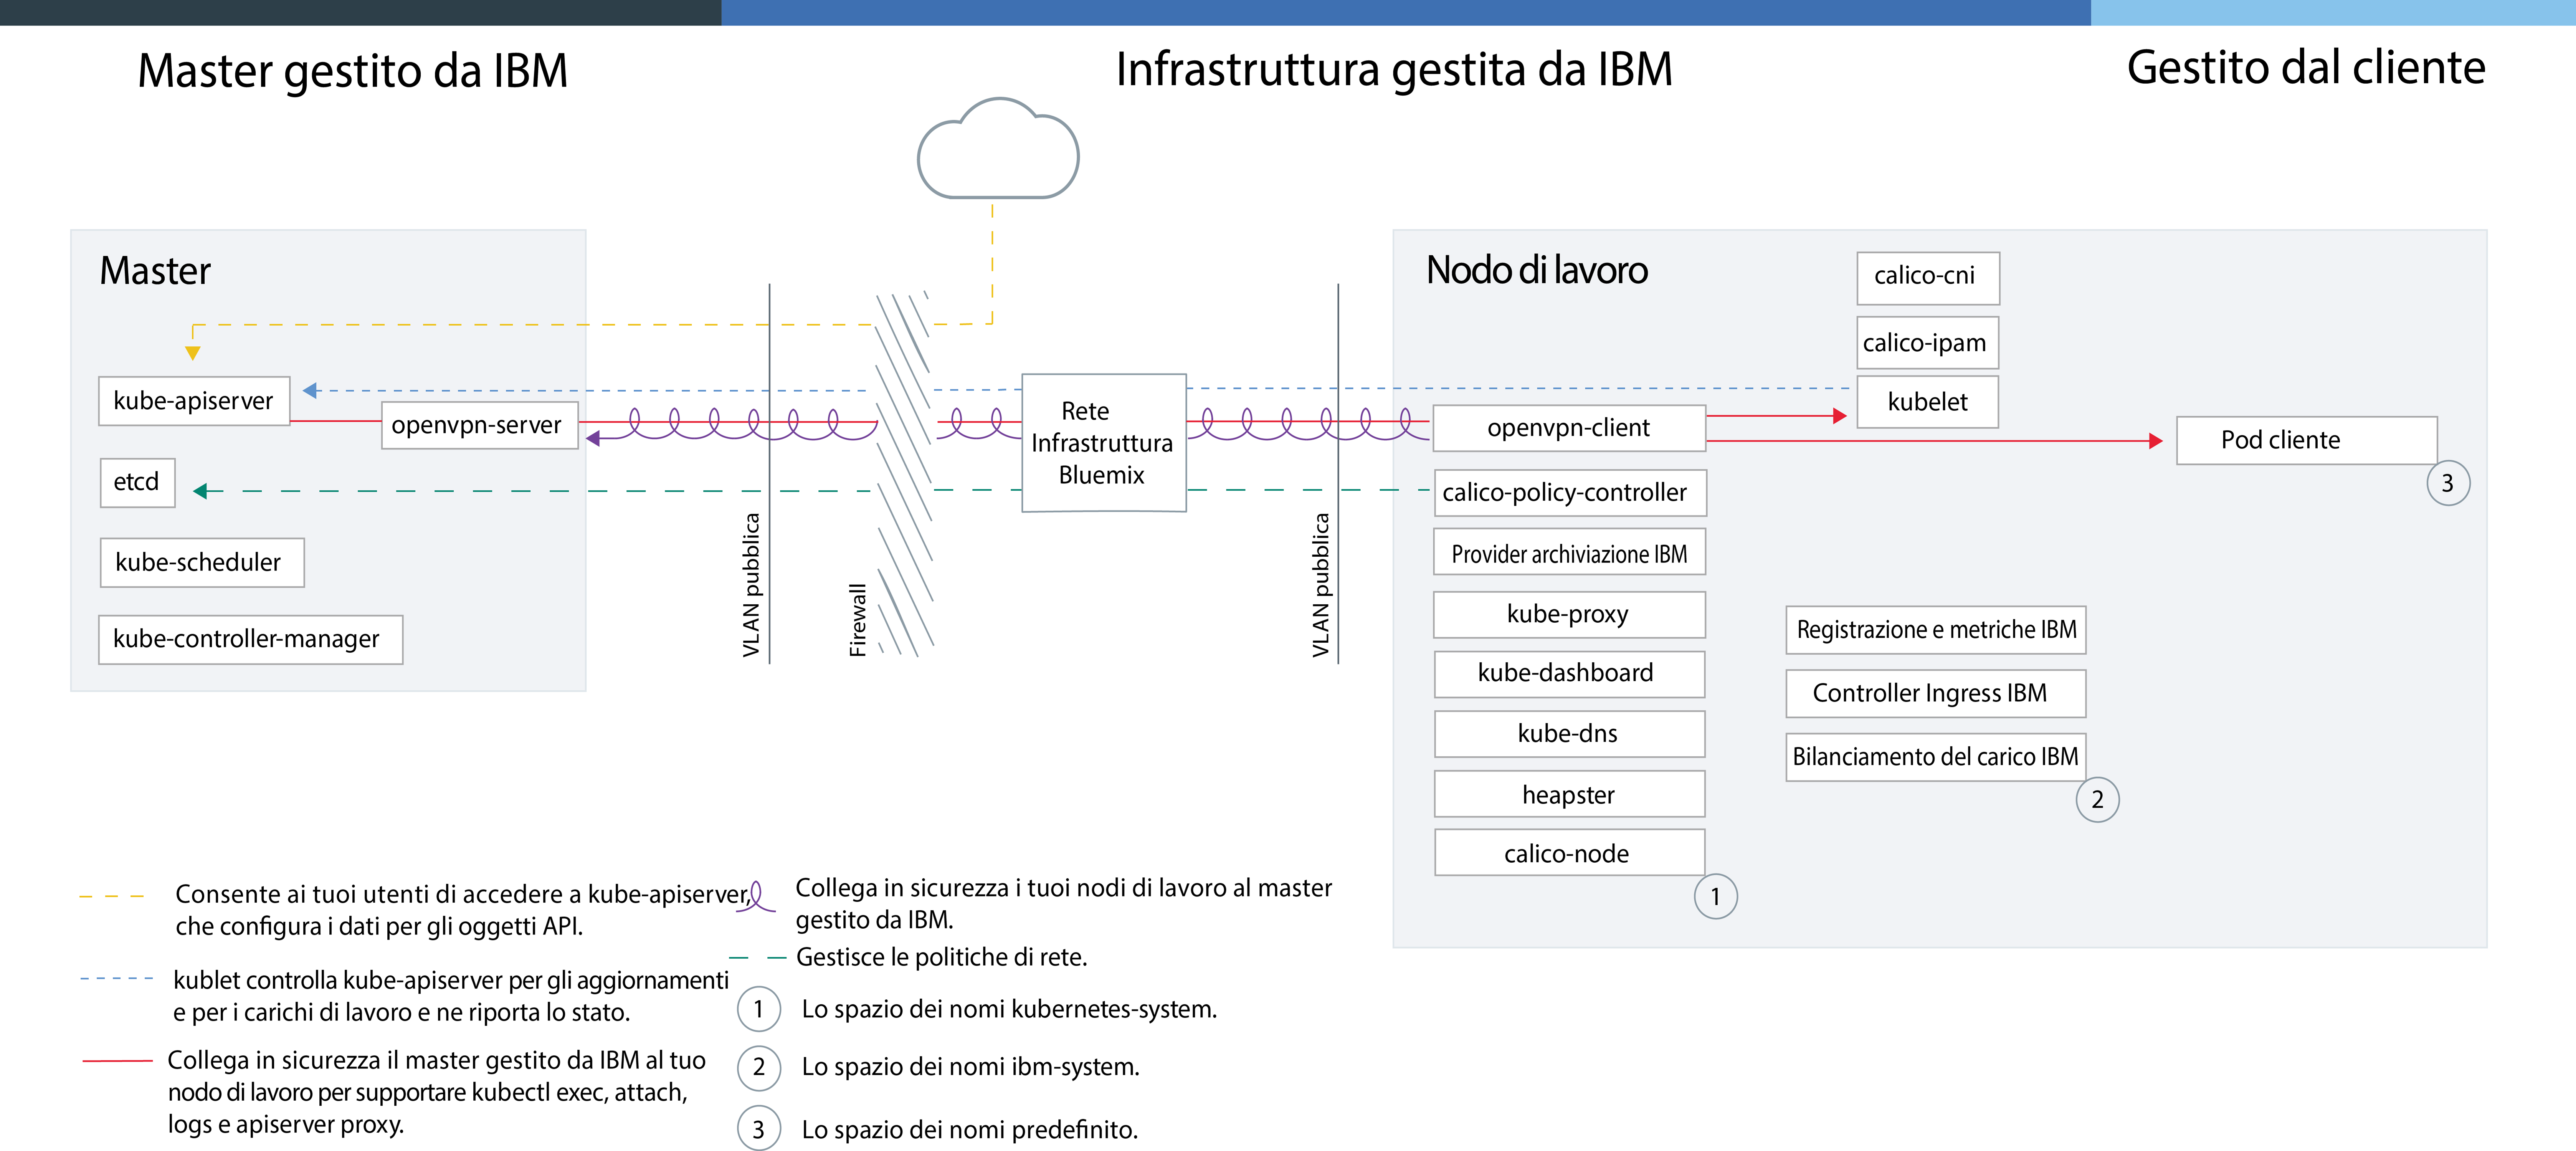 Master gestito da IBM
Infrastruttura gestita da IBM
Gestito dal cliente
Master
kube-apiserver
openvpn-server
etcd
kube-scheduler
kube-controller-manager
VLAN pubblica
Firewall
Rete
Infrastruttura
Bluemix
VLAN pubblica
Nodo di lavoro
calico-cni
calico-ipam
kubelet
openvpn-client
Pod cliente
3
calico-policy-controller
Provider archiviazione IBM
kube-proxy
kube-dashboard
kube-dns
heapster
calico-node
1
Registrazione e metriche IBM
Controller Ingress IBM
Bilanciamento del carico IBM
2
Consente ai tuoi utenti di accedere a kube-apiserver,
che configura i dati per gli oggetti API.
kublet controlla kube-apiserver per gli aggiornamenti
e per i carichi di lavoro e ne riporta lo stato.
Collega in sicurezza il master gestito da IBM al tuo
nodo di lavoro per supportare kubectl exec, attach,
logs e apiserver proxy.
Collega in sicurezza i tuoi nodi di lavoro al master
gestito da IBM.
Gestisce le politiche di rete.
1 Lo spazio dei nomi kubernetes-system.
2 Lo spazio dei nomi ibm-system.
3 Lo spazio dei nomi predefinito.